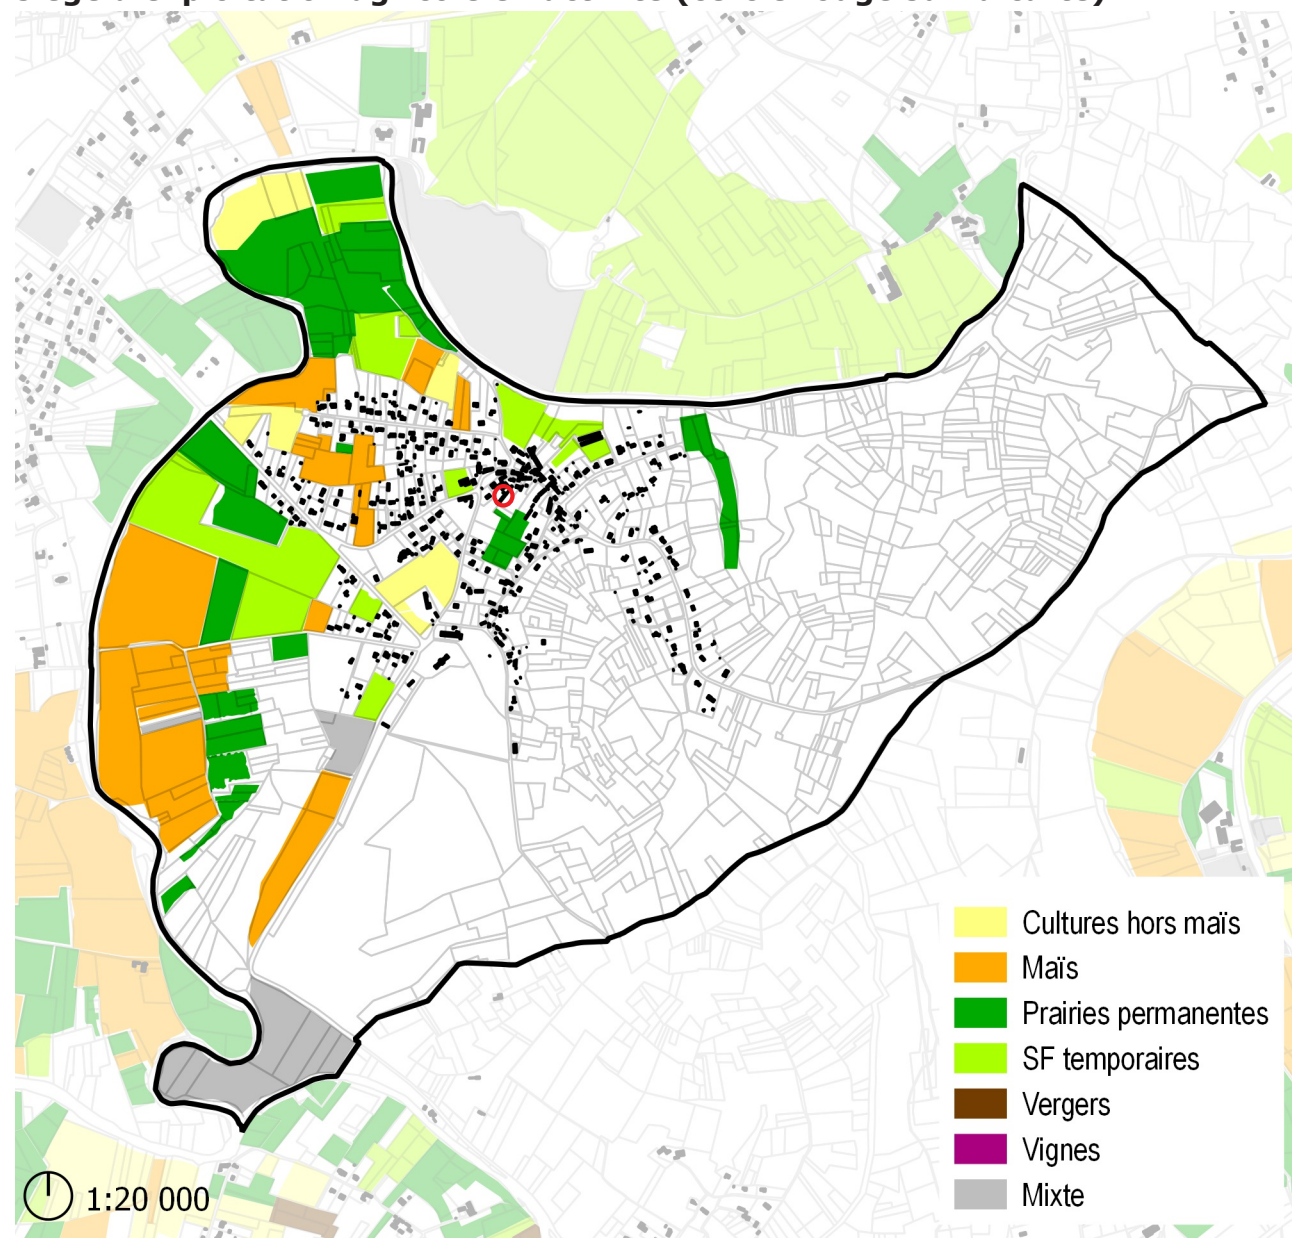 Cultures hors maïs
Maïs
Prairies permanentes
SF temporaires
Vergers
Vignes
Mixte
1:20 000